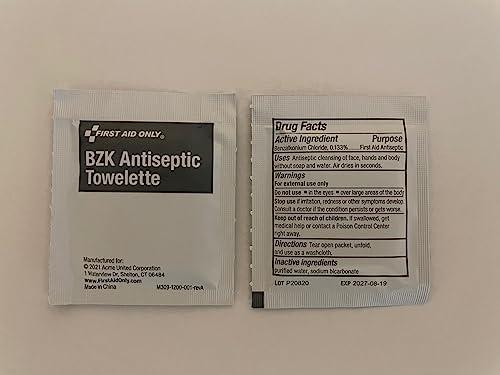 FIRST AID ONLY®
BZK Antiseptic
Towelette
Manufactured for:
© 2021 Acme United Corporation
1 Waterview Dr, Shelton, CT 06484
www.FirstAidOnly.com
Made in China
M309-1200-001-revA
Drug Facts
Active Ingredient Purpose
Benzalkonium Chloride, 0.133%.....First Aid Antiseptic
Uses Antiseptic cleansing of face, hands and body
without soap and water. Air dries in seconds.
Warnings
For external use only
Do not use • in the eyes • over large areas of the body
Stop use if irritation, redness or other symptoms develop.
Consult a doctor if the condition persists or gets worse.
Keep out of reach of children. If swallowed, get
medical help or contact a Poison Control Center
right away.
Directions Tear open packet, unfold,
and use as a washcloth.
Inactive Ingredients
purified water, sodium bicarbonate
LOT P20820 EXP 2027-08-19